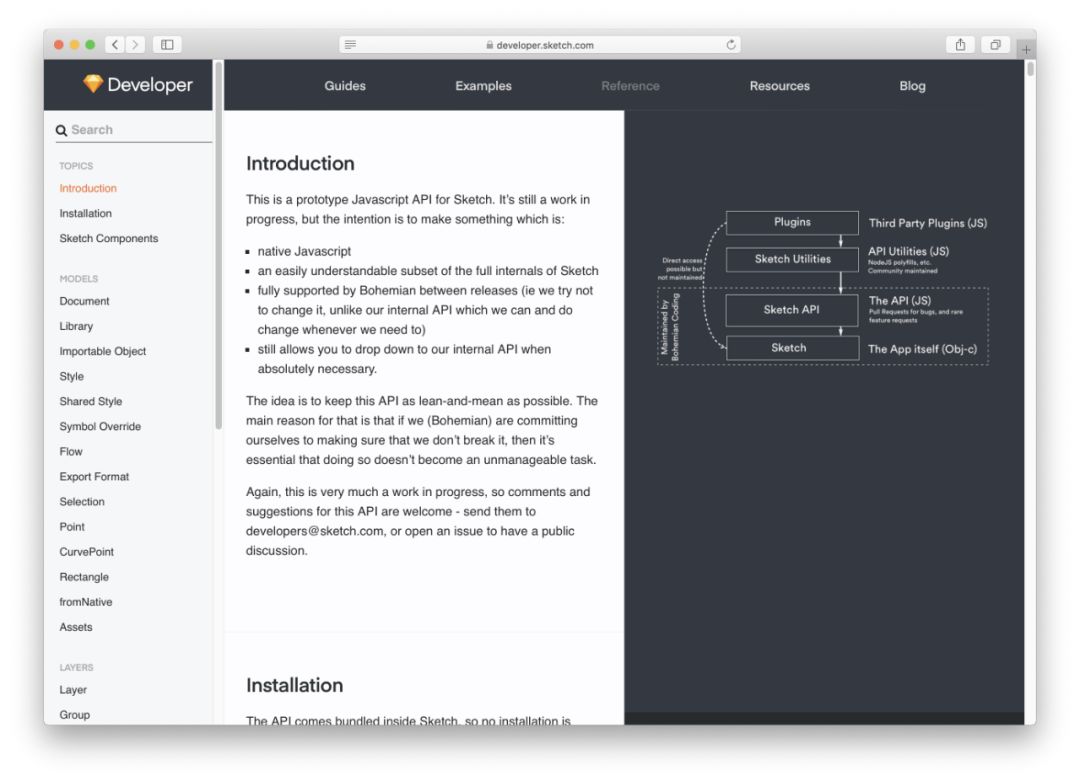 developer.sketch.com
Developer
Guides
Examples
Reference
Resources
Blog
Search
TOPICS
Introduction
Installation
Sketch Components
MODELS
Document
Library
Importable Object
Style
Shared Style
Symbol Override
Flow
Export Format
Selection
Point
CurvePoint
Rectangle
fromNative
Assets
LAYERS
Layer
Group
Introduction
This is a prototype Javascript API for Sketch. It’s still a work in
progress, but the intention is to make something which is:
native Javascript
an easily understandable subset of the full internals of Sketch
fully supported by Bohemian between releases (ie we try not
to change it, unlike our internal API which we can and do
change whenever we need to)
still allows you to drop down to our internal API when
absolutely necessary.
The idea is to keep this API as lean-and-mean as possible. The
main reason for that is that if we (Bohemian) are committing
ourselves to making sure that we don’t break it, then it’s
essential that doing so doesn’t become an unmanageable task.
Again, this is very much a work in progress, so comments and
suggestions for this API are welcome - send them to
developers@sketch.com, or open an issue to have a public
discussion.
Installation
The API comes bundled inside Sketch, so no installation is
Plugins
Third Party Plugins (JS)
Sketch Utilities
API Utilities (JS)
NodeJS polyfills, etc.
Community maintained
Direct access
possible but
not maintained
Maintained by
Bohemian Coding
Sketch API
The API (JS)
Pull Requests for bugs, and rare
feature requests
Sketch
The App itself (Obj-c)